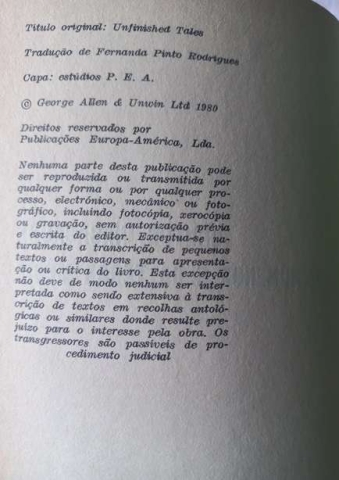 Título original: Unfinished Tales
Tradução de Fernanda Pinto Rodrigues
Capa: estúdios P. E. A.
© George Allen & Unwin Ltd 1980
Direitos reservados por
Publicações Europa-América, Lda.
Nenhuma parte desta publicação pode
ser reproduzida ou transmitida por
qualquer forma ou por qualquer pro-
cesso, electrónico, mecânico ou foto-
gráfico, incluindo fotocópia, xerocópia
ou gravação, sem autorização prévia
e escrita do editor. Exceptua-se na-
turalmente a transcrição de pequenos
textos ou passagens para apresenta-
ção ou crítica do livro. Esta excepção
não deve de modo nenhum ser inter-
pretada como sendo extensiva à trans-
crição de textos em recolhas antoló-
gicas ou similares donde resulte pre-
juízo para o interesse pela obra. Os
transgressores são passíveis de pro-
cedimento judicial